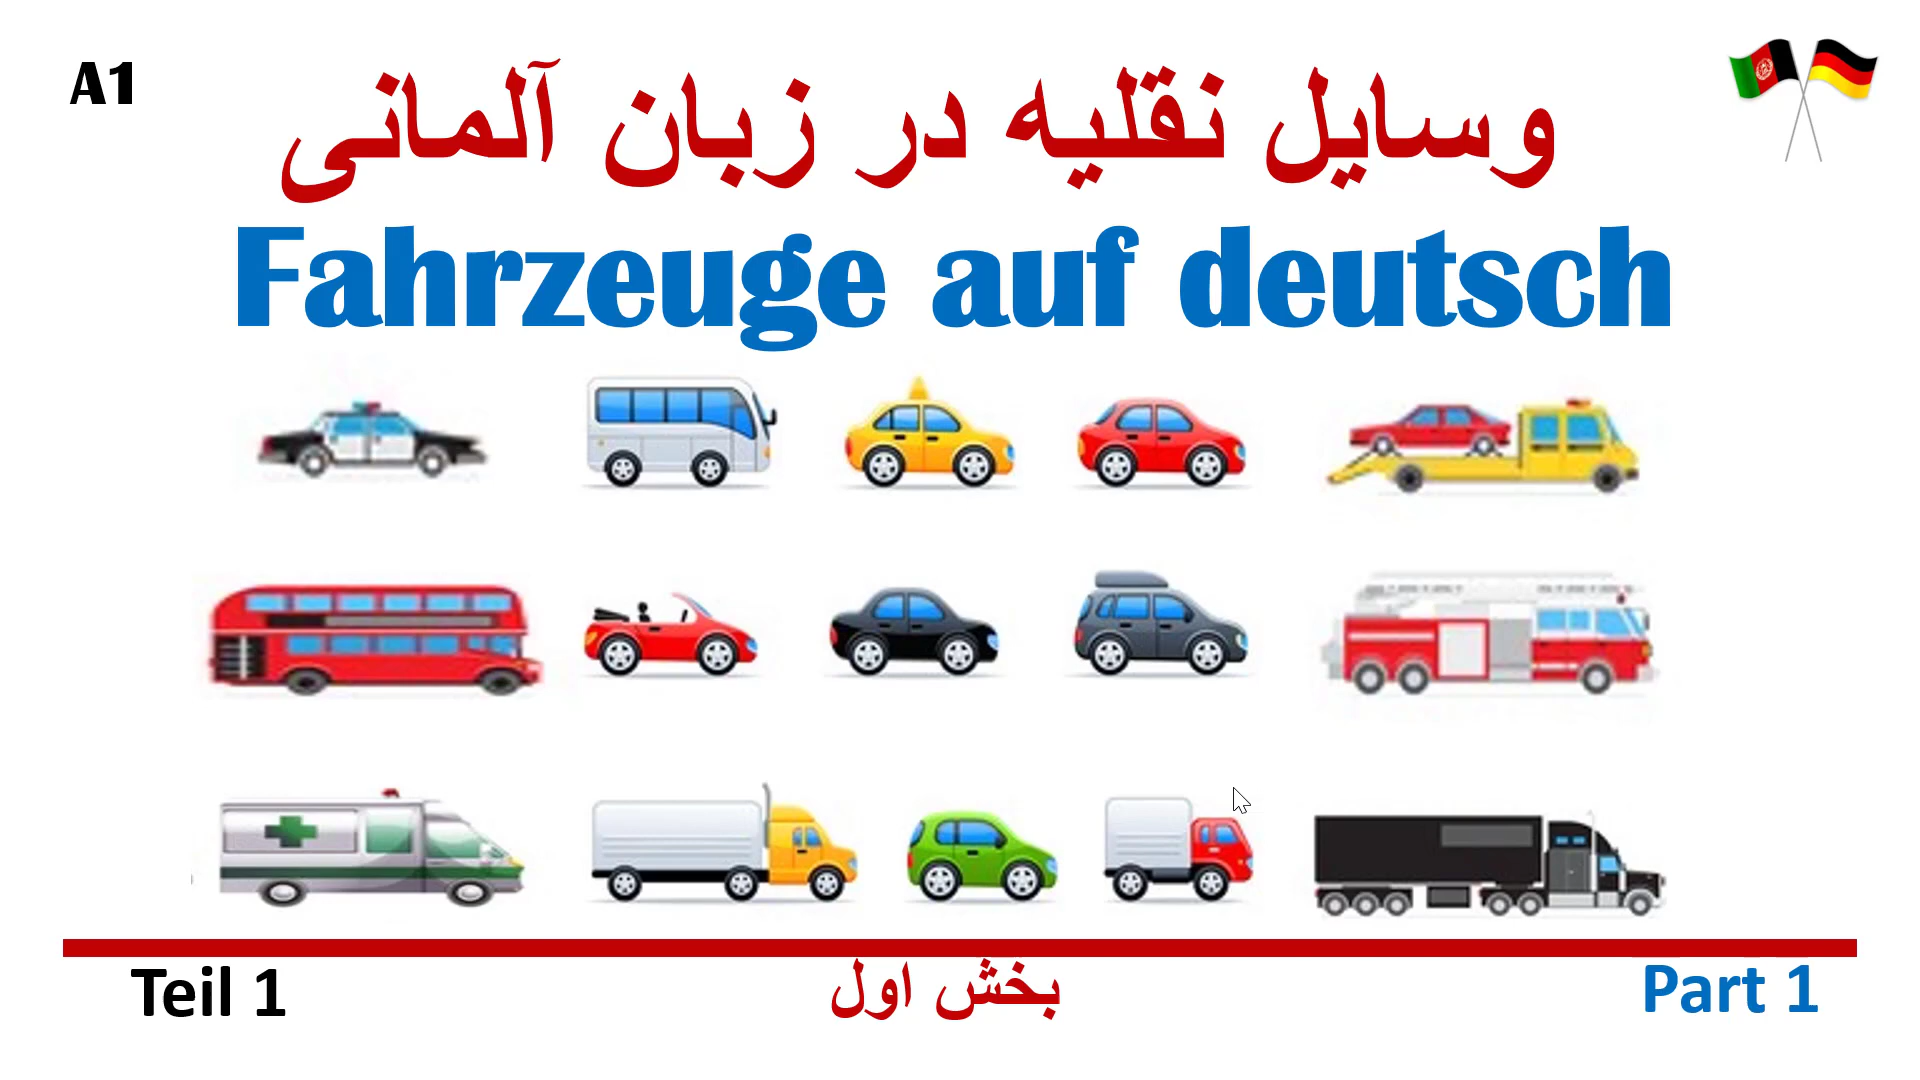 A1
وسایل نقلیه در زبان آلمانی
Fahrzeuge auf deutsch
Teil 1
بخش اول
Part 1